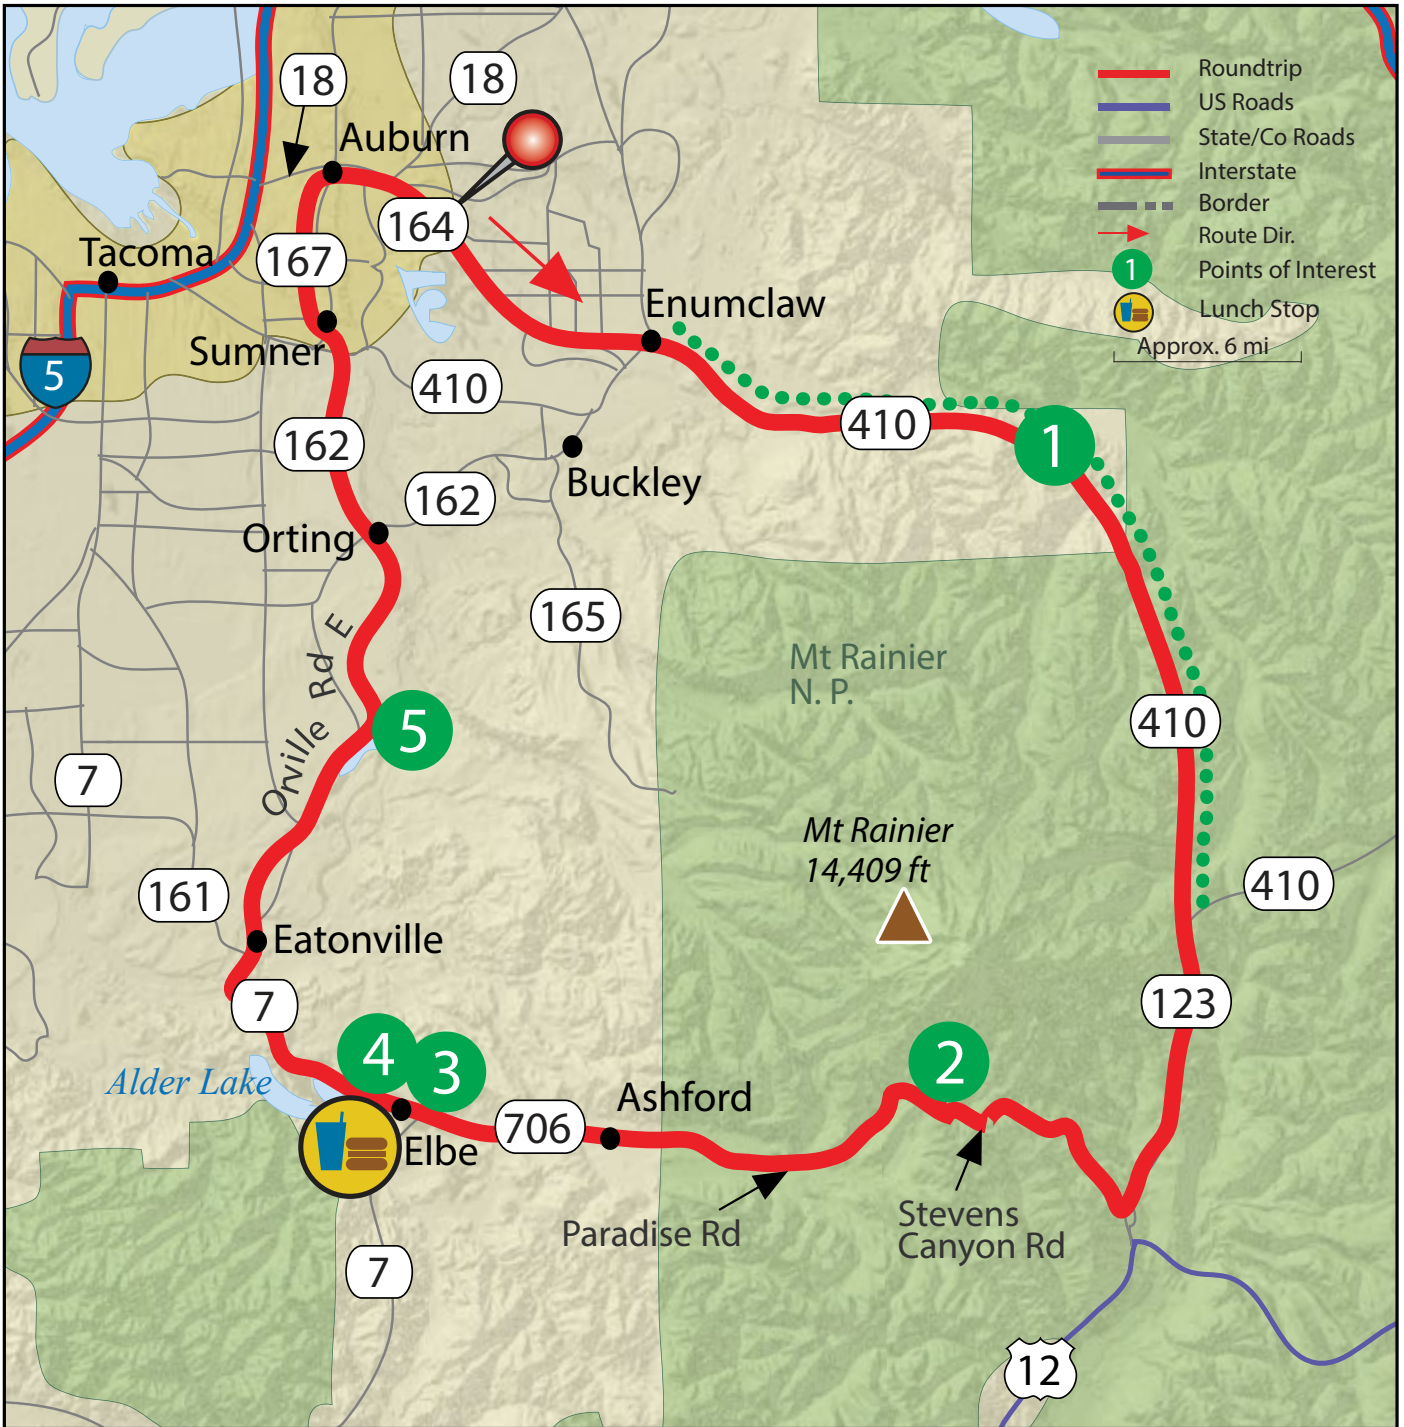 18
18
Auburn
164
167
Tacoma
Sumner
5
Enumclaw
410
410
162
162
Buckley
Orting
165
Orville Rd E
5
7
161
Eatonville
7
Alder Lake
4
3
Elbe
706
Ashford
7
Paradise Rd
Stevens
Canyon Rd
2
12
123
410
410
1
Mt Rainier
N. P.
Mt Rainier
14,409 ft
Roundtrip
US Roads
State/Co Roads
Interstate
Border
Route Dir.
1
Points of Interest
Lunch Stop
Approx. 6 mi